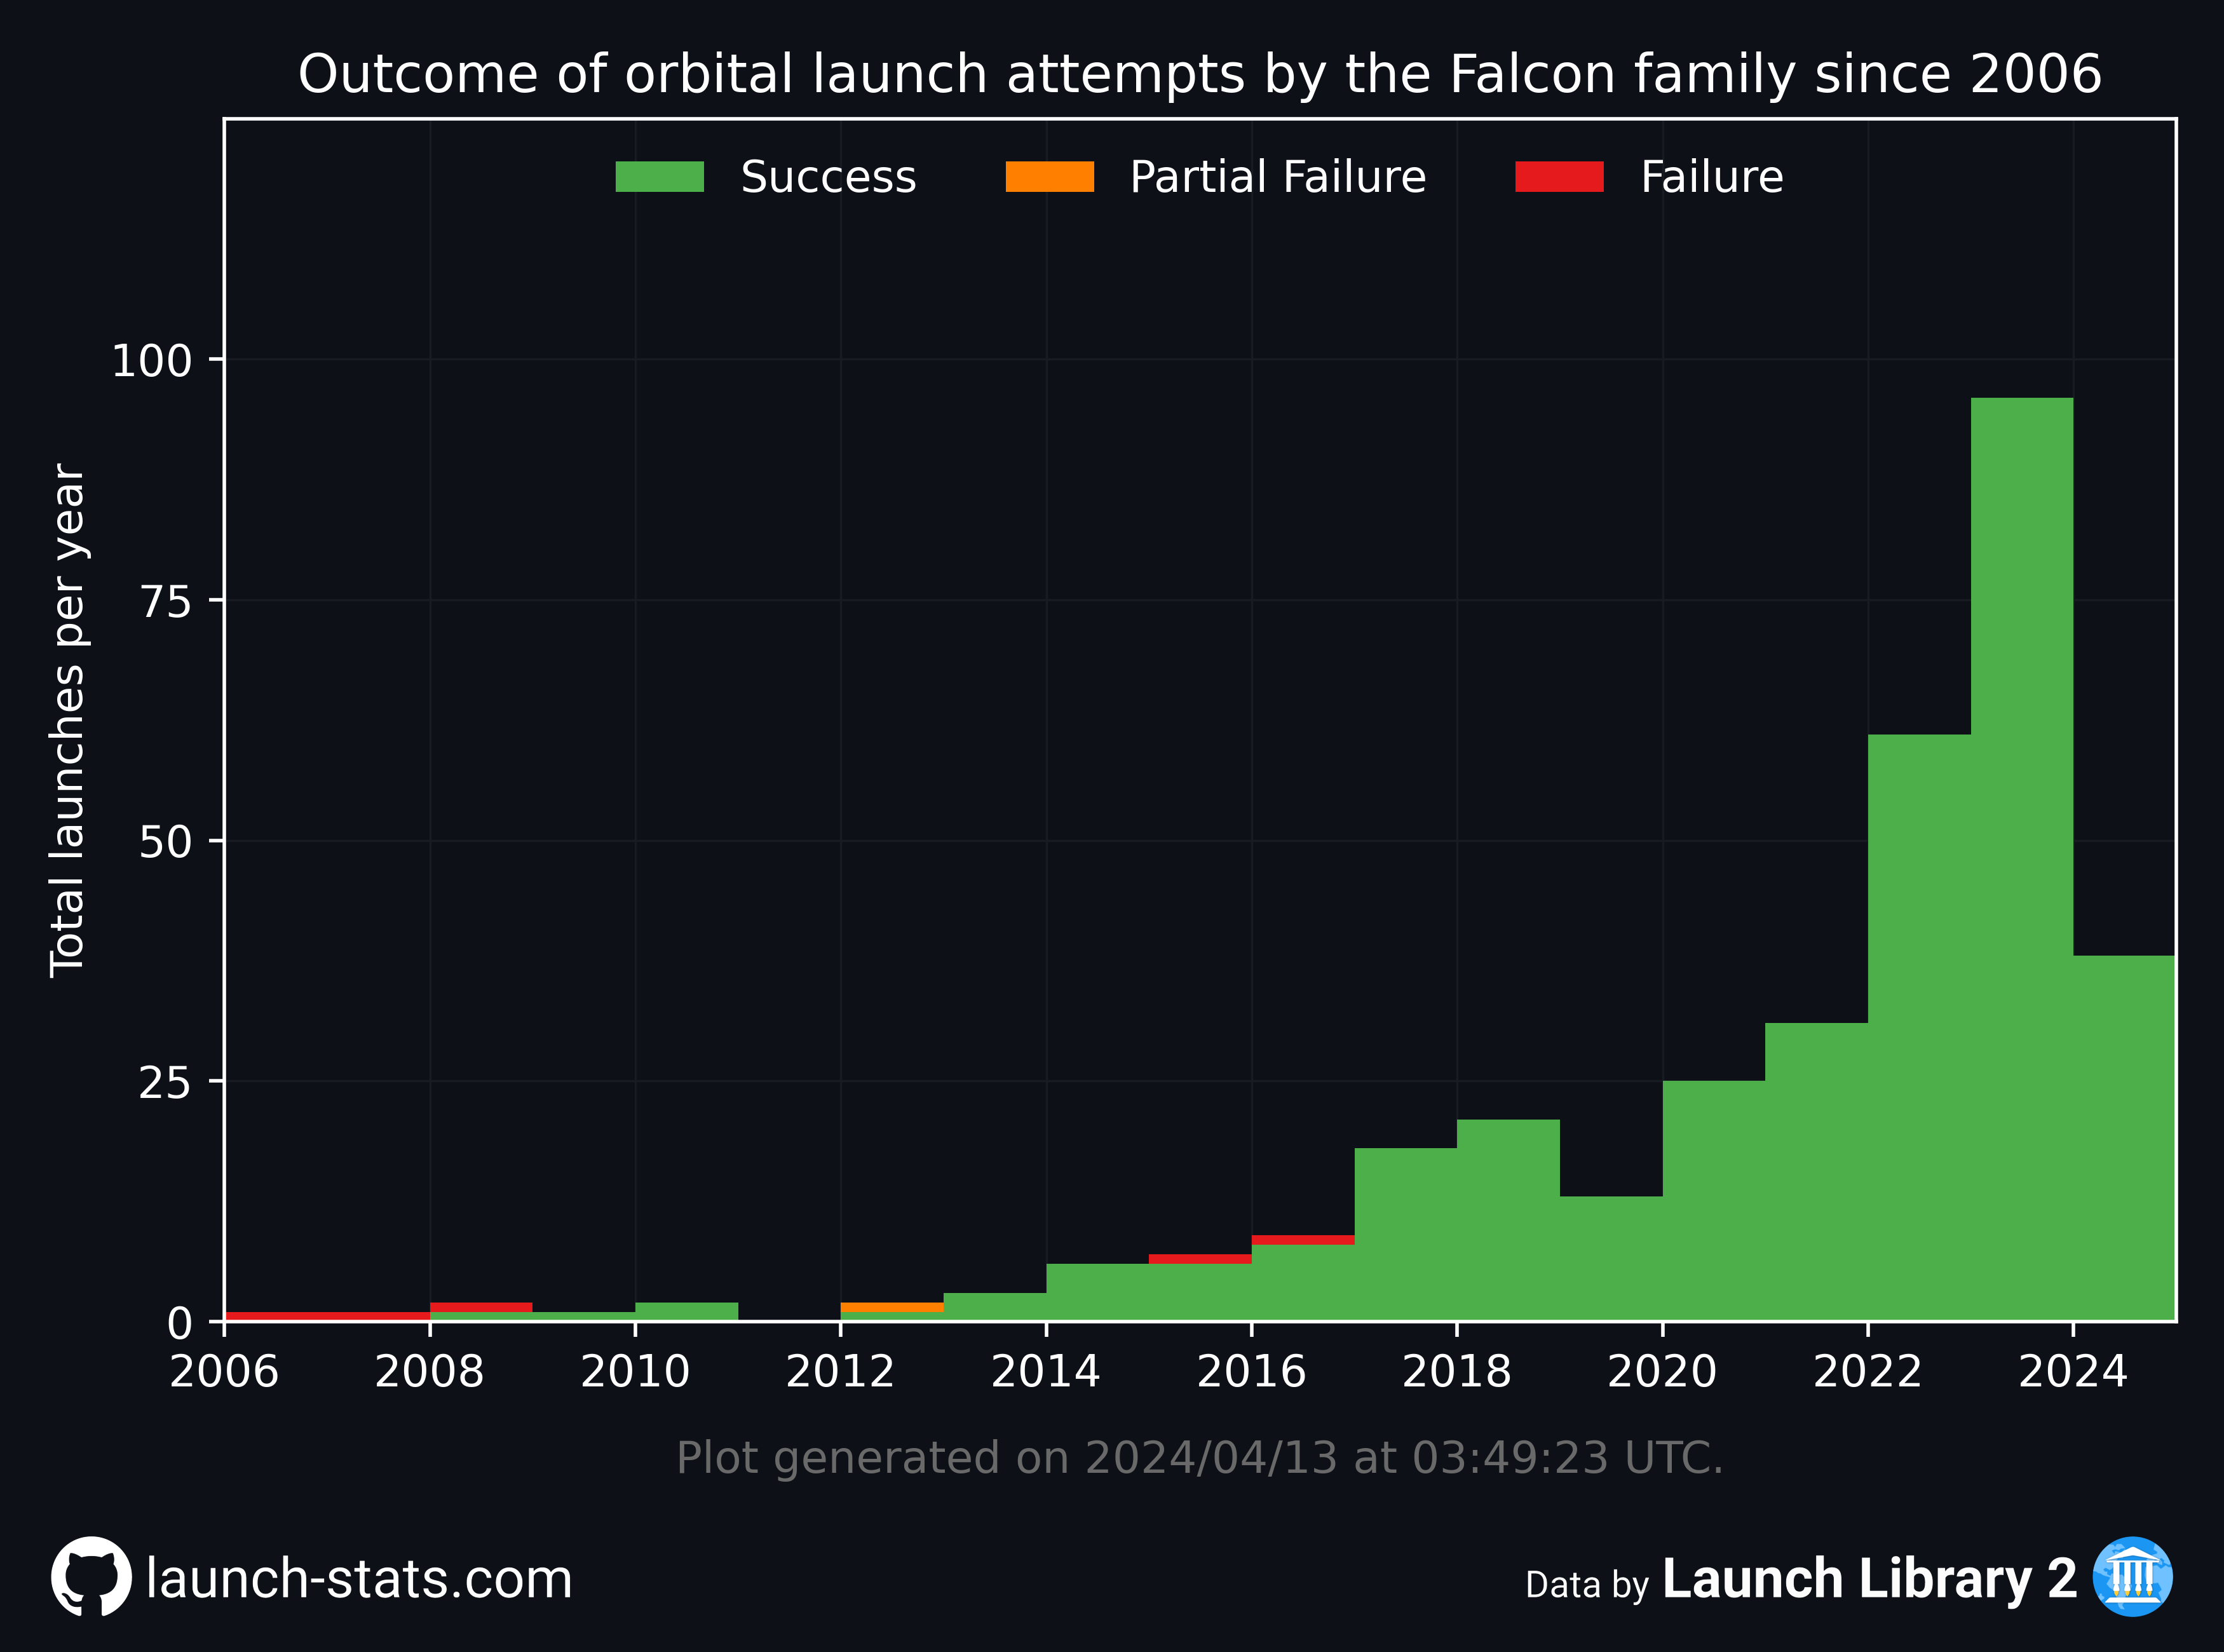 Outcome of orbital launch attempts by the Falcon family since 2006
Success Partial Failure Failure
Total launches per year
100
75
50
25
0
2006 2008 2010 2012 2014 2016 2018 2020 2022 2024
Plot generated on 2024/04/13 at 03:49:23 UTC.
launch-stats.com
Data by Launch Library 2